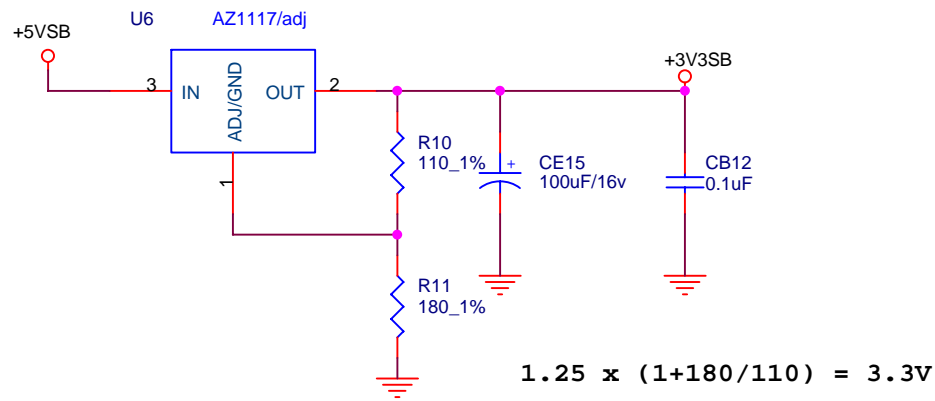 U6 AZ1117/adj
+5VSB
+3V3SB
3 IN ADJ/GND OUT 2
1
R10
110_1%
+ CE15
100uF/16v
CB12
0.1uF
R11
180_1%
1.25 x (1+180/110) = 3.3V